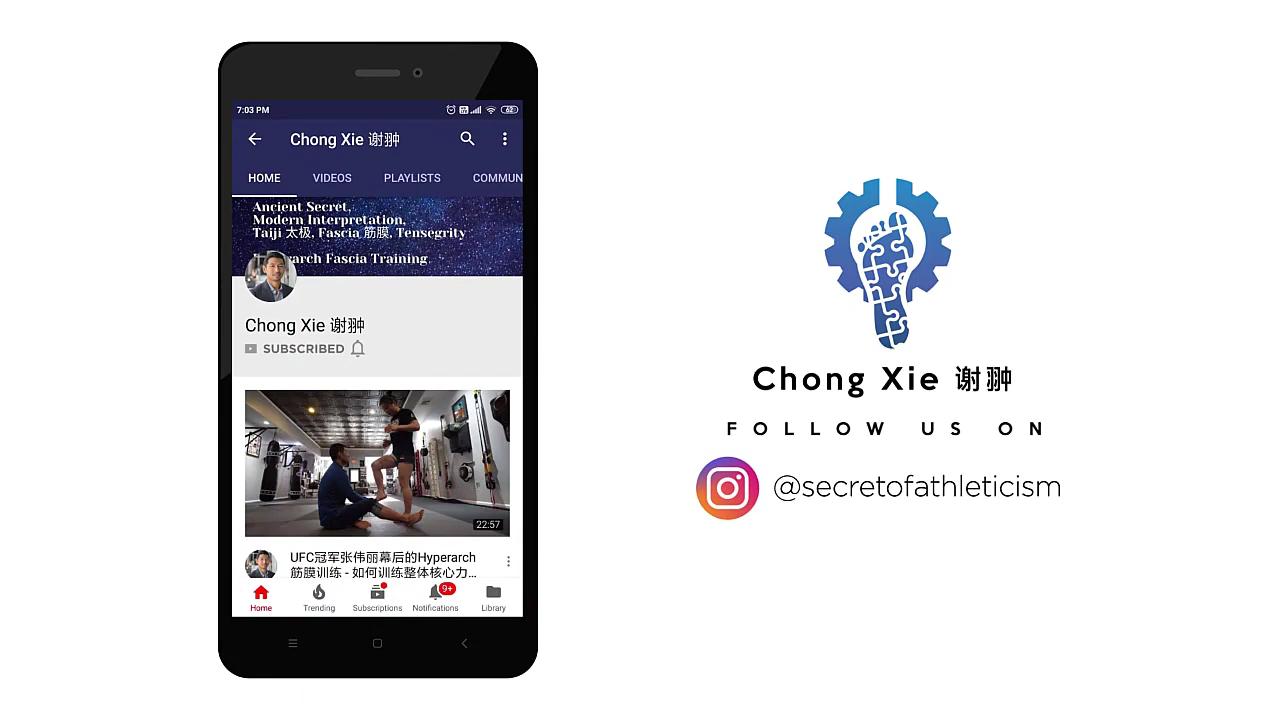 7:03 PM
62
Chong Xie 谢翀
HOME VIDEOS PLAYLISTS COMMUN
Ancient Secret,
Modern Interpretation,
Taiji 太极, Fascia 筋膜, Tensegrity
arch Fascia Training
Chong Xie 谢翀
SUBSCRIBED
22:57
UFC冠军张伟丽幕后的Hyperarch
筋膜训练 - 如何训练整体核心力...
9+
Home Trending Subscriptions Notifications Library
Chong Xie 谢翀
FOLLOW US ON
@secretofathleticism